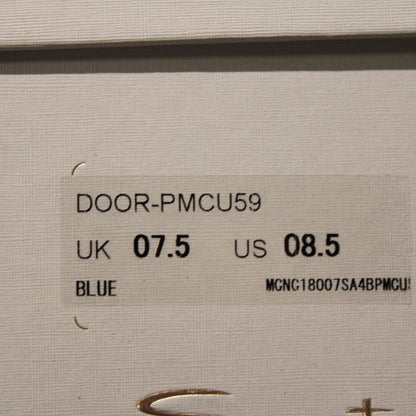 DOOR-PMCU59
UK 07.5 US 08.5
BLUE MCNC18007SA4BPMCU